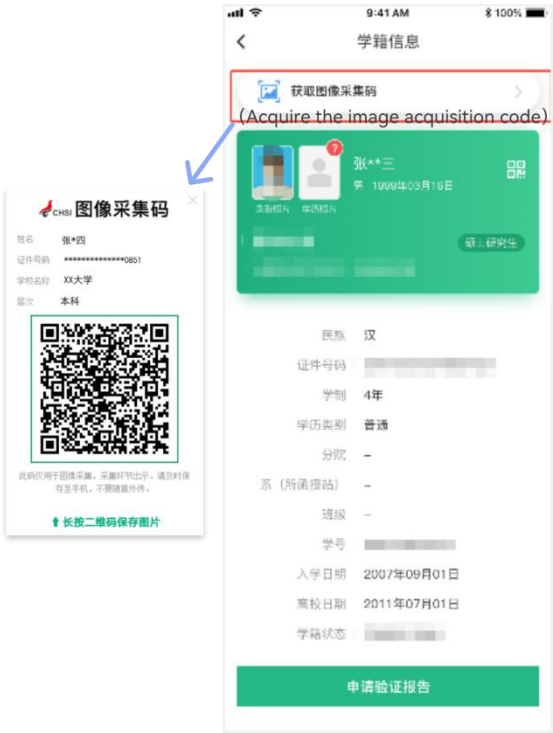 9:41 AM
100%
学籍信息
获取图像采集码
(Acquire the image acquisition code)
?
张**三
男 1999年03月16日
录取照片 学历照片
硕士研究生
CHSI 图像采集码
姓名 张*四
证件号码 **************0851
学校名称 XX大学
层次 本科
此码仅用于图像采集，采集环节出示。请及时保
存至手机，不要随意外传。
长按二维码保存图片
民族 汉
证件号码
学制 4年
学历类别 普通
分院 -
系（所函授站） -
班级 -
学号
入学日期 2007年09月01日
离校日期 2011年07月01日
学籍状态
申请验证报告